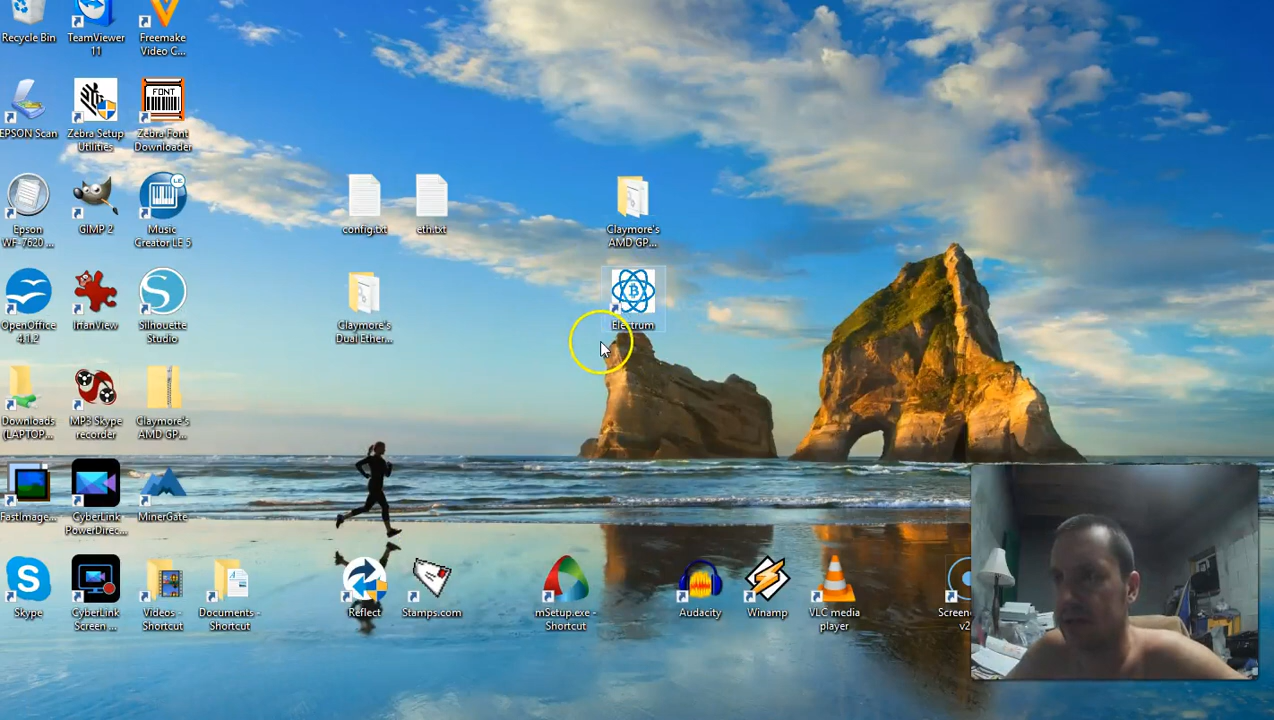 Recycle Bin
TeamViewer
11
Freemake
Video C...
EPSON Scan
Zebra Setup
Utilities
FONT
Zebra Font
Downloader
Epson
WF-7620 ...
GIMP 2
LE
Music
Creator LE 5
config.txt
eth.txt
Claymore's
AMD GP...
OpenOffice
4.1.2
IrfanView
S
Silhouette
Studio
Claymore's
Dual Ether...
B
Electrum
Downloads
(LAPTOP...
MP3 Skype
recorder
Claymore's
AMD GP...
FastImage...
CyberLink
PowerDirec...
MinerGate
S
Skype
CyberLink
Screen ...
Videos -
Shortcut
Documents -
Shortcut
Reflect
Stamps.com
mSetup.exe -
Shortcut
Audacity
Winamp
VLC media
player
Screen
v2